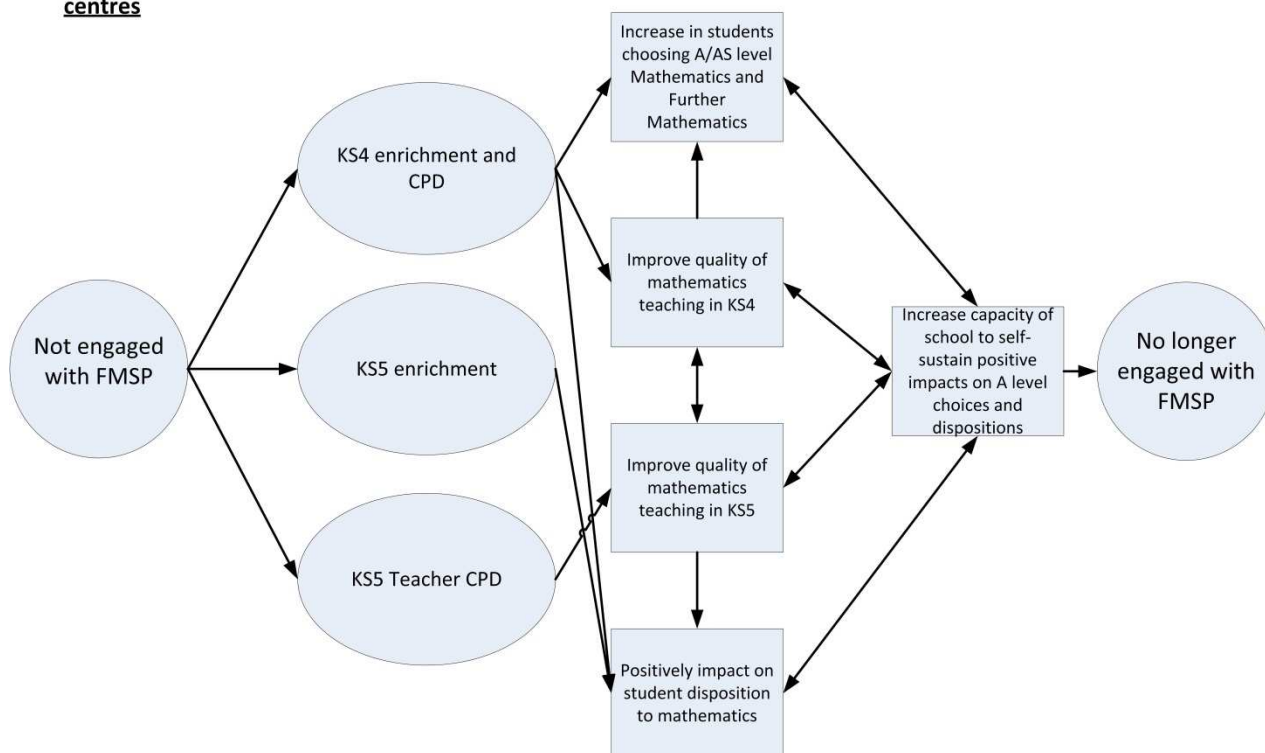 centres
Increase in students
choosing A/AS level
Mathematics and
Further
Mathematics
KS4 enrichment and
CPD
Improve quality of
mathematics
teaching in KS4
Not engaged
with FMSP
KS5 enrichment
Increase capacity of
school to self-
sustain positive
impacts on A level
choices and
dispositions
No longer
engaged with
FMSP
Improve quality of
mathematics
teaching in KS5
KS5 Teacher CPD
Positively impact on
student disposition
to mathematics